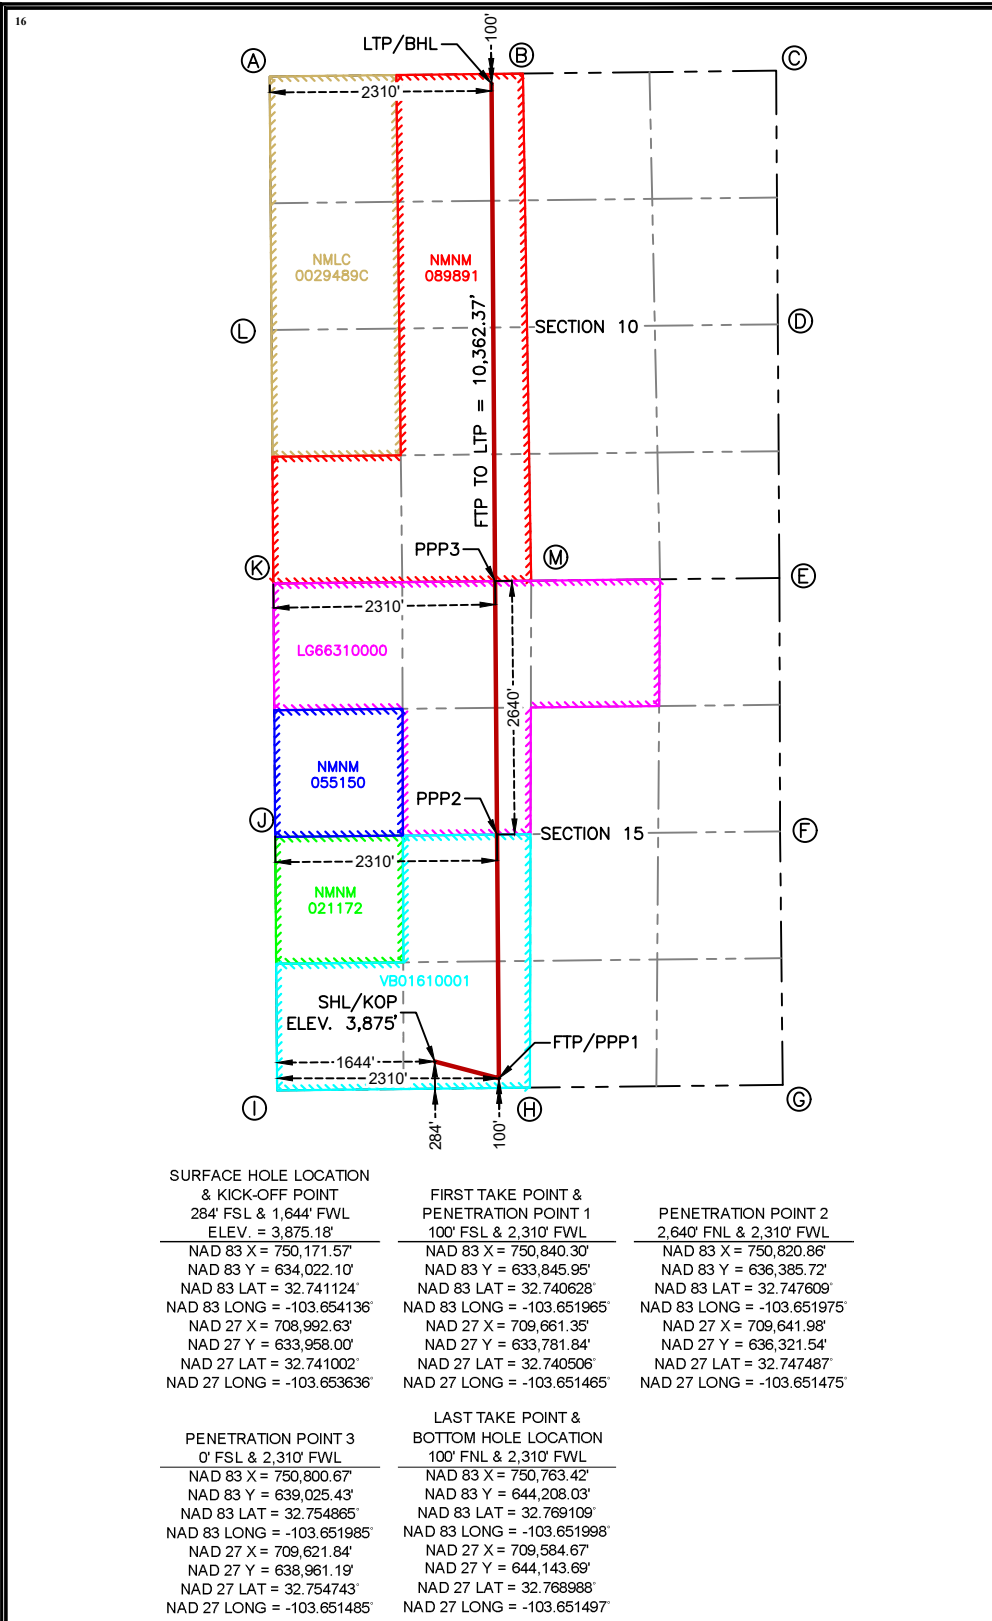 16
100'
LTP/BHL
A
B
C
2310'
NMLC
0029489C
NMNM
089891
FTP TO LTP = 10,362.37'
L
SECTION 10
D
PPP3
M
K
E
2310'
LG66310000
2640'
NMNM
055150
PPP2
J
SECTION 15
F
2310'
NMNM
021172
VB01610001
SHL/KOP
ELEV. 3,875'
FTP/PPP1
1644'
2310'
I
H
G
284'
100'
SURFACE HOLE LOCATION
& KICK-OFF POINT
284' FSL & 1,644' FWL
ELEV. = 3,875.18'
NAD 83 X = 750,171.57'
NAD 83 Y = 634,022.10'
NAD 83 LAT = 32.741124°
NAD 83 LONG = -103.654136°
NAD 27 X = 708,992.63'
NAD 27 Y = 633,958.00'
NAD 27 LAT = 32.741002°
NAD 27 LONG = -103.653636°
FIRST TAKE POINT &
PENETRATION POINT 1
100' FSL & 2,310' FWL
NAD 83 X = 750,840.30'
NAD 83 Y = 633,845.95'
NAD 83 LAT = 32.740628°
NAD 83 LONG = -103.651965°
NAD 27 X = 709,661.35'
NAD 27 Y = 633,781.84'
NAD 27 LAT = 32.740506°
NAD 27 LONG = -103.651465°
PENETRATION POINT 2
2,640' FNL & 2,310' FWL
NAD 83 X = 750,820.86'
NAD 83 Y = 636,385.72'
NAD 83 LAT = 32.747609°
NAD 83 LONG = -103.651975°
NAD 27 X = 709,641.98'
NAD 27 Y = 636,321.54'
NAD 27 LAT = 32.747487°
NAD 27 LONG = -103.651475°
PENETRATION POINT 3
0' FSL & 2,310' FWL
NAD 83 X = 750,800.67'
NAD 83 Y = 639,025.43'
NAD 83 LAT = 32.754865°
NAD 83 LONG = -103.651985°
NAD 27 X = 709,621.84'
NAD 27 Y = 638,961.19'
NAD 27 LAT = 32.754743°
NAD 27 LONG = -103.651485°
LAST TAKE POINT &
BOTTOM HOLE LOCATION
100' FNL & 2,310' FWL
NAD 83 X = 750,763.42'
NAD 83 Y = 644,208.03'
NAD 83 LAT = 32.769109°
NAD 83 LONG = -103.651998°
NAD 27 X = 709,584.67'
NAD 27 Y = 644,143.69'
NAD 27 LAT = 32.768988°
NAD 27 LONG = -103.651497°